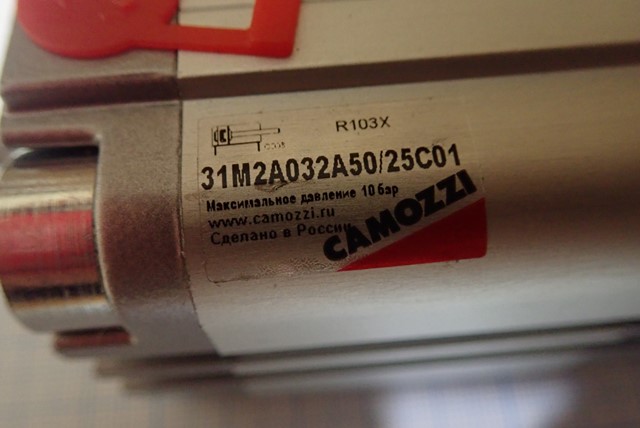 R103X
31M2A032A50/25C01
Максимальное давление 10 бар
www.camozzi.ru
Сделано в России
CAMOZZI